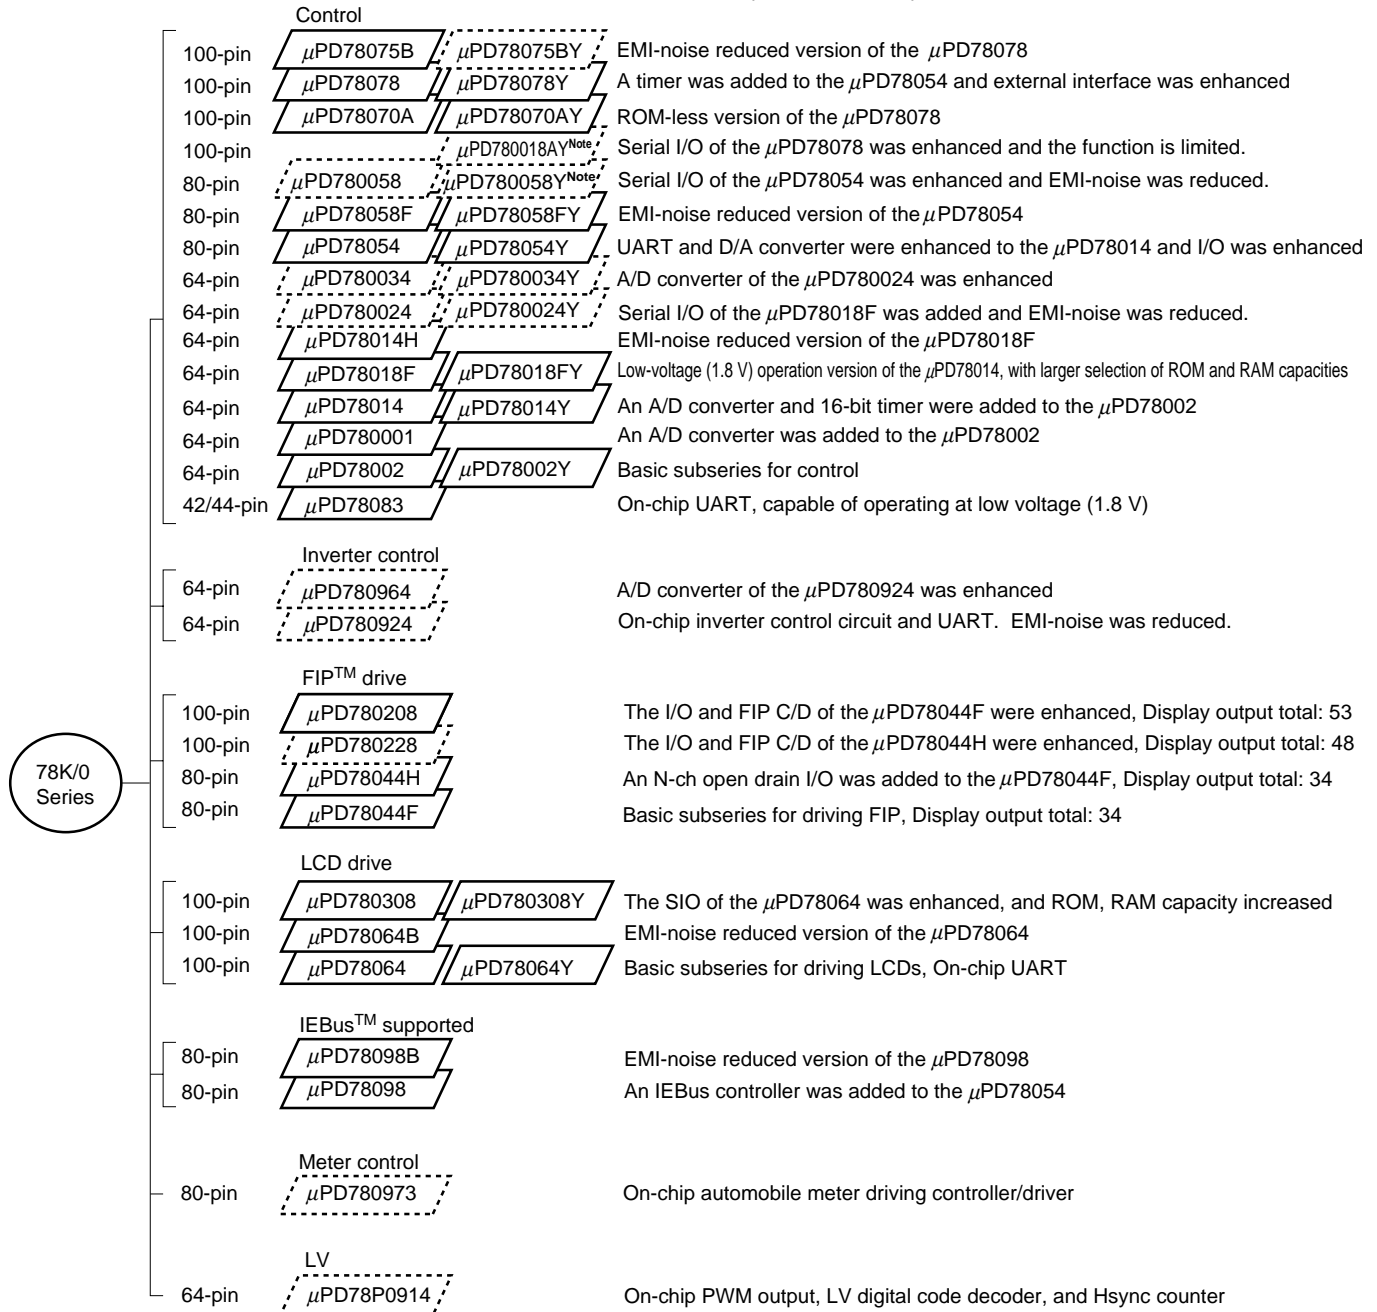 Control
100-pin μPD78075B μPD78075BY EMI-noise reduced version of the μPD78078
100-pin μPD78078 μPD78078Y A timer was added to the μPD78054 and external interface was enhanced
100-pin μPD78070A μPD78070AY ROM-less version of the μPD78078
100-pin μPD780018AYNote Serial I/O of the μPD78078 was enhanced and the function is limited.
80-pin μPD780058 μPD780058YNote Serial I/O of the μPD78054 was enhanced and EMI-noise was reduced.
80-pin μPD78058F μPD78058FY EMI-noise reduced version of the μPD78054
80-pin μPD78054 μPD78054Y UART and D/A converter were enhanced to the μPD78014 and I/O was enhanced
64-pin μPD780034 μPD780034Y A/D converter of the μPD780024 was enhanced
64-pin μPD780024 μPD780024Y Serial I/O of the μPD78018F was added and EMI-noise was reduced.
64-pin μPD78014H EMI-noise reduced version of the μPD78018F
64-pin μPD78018F μPD78018FY Low-voltage (1.8 V) operation version of the μPD78014, with larger selection of ROM and RAM capacities
64-pin μPD78014 μPD78014Y An A/D converter and 16-bit timer were added to the μPD78002
64-pin μPD780001 An A/D converter was added to the μPD78002
64-pin μPD78002 μPD78002Y Basic subseries for control
42/44-pin μPD78083 On-chip UART, capable of operating at low voltage (1.8 V)
Inverter control
64-pin μPD780964 A/D converter of the μPD780924 was enhanced
64-pin μPD780924 On-chip inverter control circuit and UART. EMI-noise was reduced.
FIP™ drive
100-pin μPD780208 The I/O and FIP C/D of the μPD78044F were enhanced, Display output total: 53
100-pin μPD780228 The I/O and FIP C/D of the μPD78044H were enhanced, Display output total: 48
80-pin μPD78044H An N-ch open drain I/O was added to the μPD78044F, Display output total: 34
80-pin μPD78044F Basic subseries for driving FIP, Display output total: 34
78K/0
Series
LCD drive
100-pin μPD780308 μPD780308Y The SIO of the μPD78064 was enhanced, and ROM, RAM capacity increased
100-pin μPD78064B EMI-noise reduced version of the μPD78064
100-pin μPD78064 μPD78064Y Basic subseries for driving LCDs, On-chip UART
IEBus™ supported
80-pin μPD78098B EMI-noise reduced version of the μPD78098
80-pin μPD78098 An IEBus controller was added to the μPD78054
Meter control
80-pin μPD780973 On-chip automobile meter driving controller/driver
LV
64-pin μPD78P0914 On-chip PWM output, LV digital code decoder, and Hsync counter